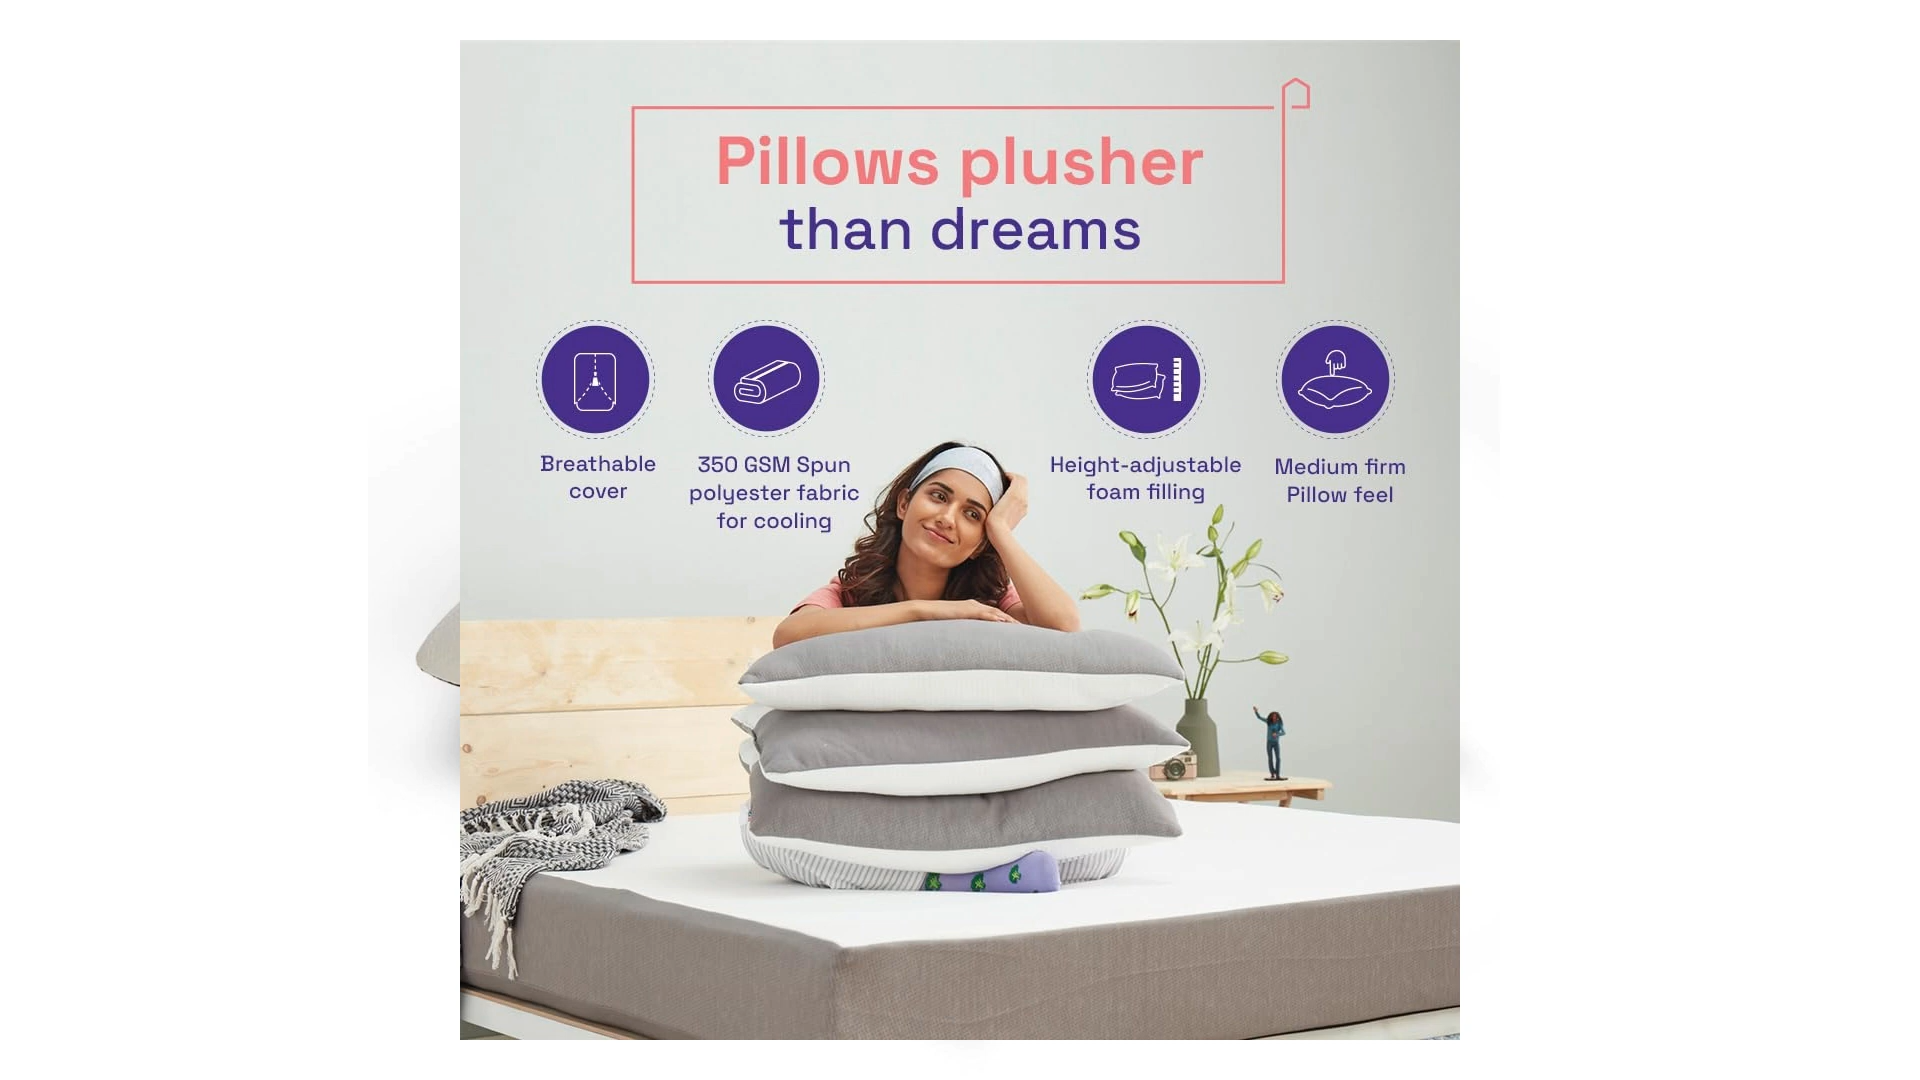 Pillows plusher
than dreams
Breathable
cover
350 GSM Spun
polyester fabric
for cooling
Height-adjustable
foam filling
Medium firm
Pillow feel